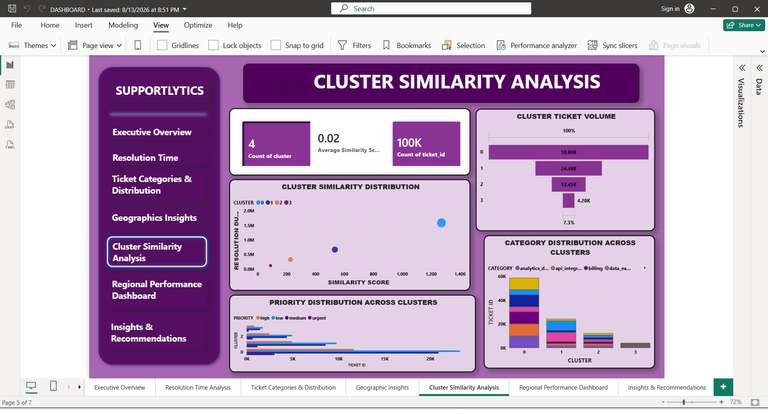 DASHBOARD • Last saved: 8/13/2026 at 8:51 PM
Search
Sign in
File
Home
Insert
Modeling
View
Optimize
Help
Share
Themes
Page view
Gridlines
Lock objects
Snap to grid
Filters
Bookmarks
Selection
Performance analyzer
Sync slicers
Page visuals
SUPPORTLYTICS
Executive Overview
Resolution Time
Ticket Categories &
Distribution
Geographics Insights
Cluster Similarity
Analysis
Regional Performance
Dashboard
Insights &
Recommendations
CLUSTER SIMILARITY ANALYSIS
4
Count of cluster
0.02
Average Similarity Sc...
100K
Count of ticket_id
CLUSTER TICKET VOLUME
100%
0
1
2
3
4.20K
7.1%
CLUSTER SIMILARITY DISTRIBUTION
CLUSTER 0 1 2 3
RESOLUTION DU...
2.0M
1.5M
1.0M
0.5M
0.0M
0
200
400
600
800
1,000
1,200
1,400
SIMILARITY SCORE
PRIORITY DISTRIBUTION ACROSS CLUSTERS
PRIORITY high low medium urgent
CLUSTER
2
0
0K
5K
10K
15K
20K
TICKET ID
CATEGORY DISTRIBUTION ACROSS
CLUSTERS
CATEGORY analytics_d... api_integr... billing data_ex...
TICKET ID
60K
40K
20K
0K
0
1
2
3
CLUSTER
Visualizations
Data
Executive Overview
Resolution Time Analysis
Ticket Categories & Distribution
Geographic Insights
Cluster Similarity Analysis
Regional Performance Dashboard
Insights & Recommendations
Page 5 of 7
72%